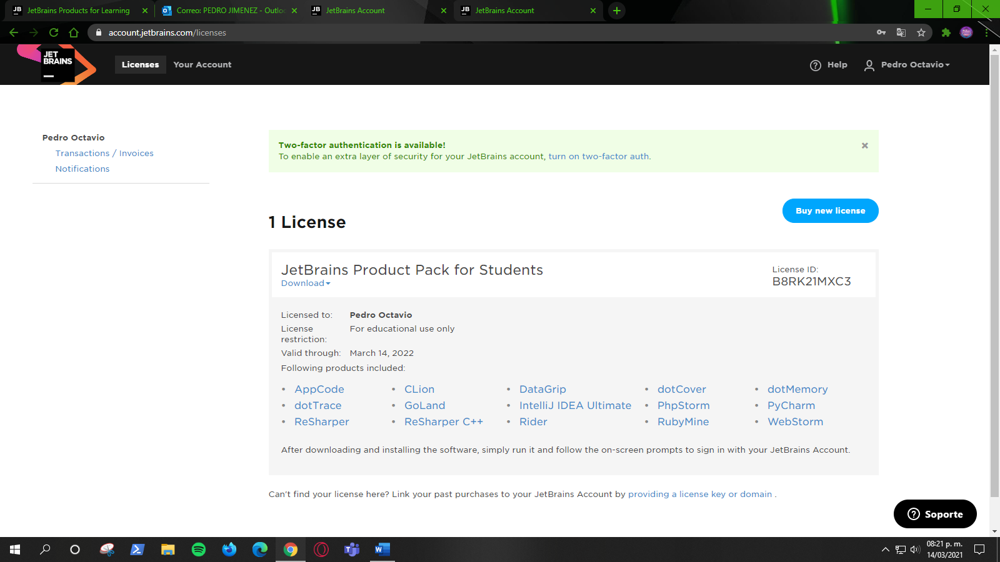 JetBrains Products for Learning
Correo: PEDRO JIMENEZ - Outloo
JetBrains Account
JetBrains Account
account.jetbrains.com/licenses
JET
BRAINS
Licenses
Your Account
Help
Pedro Octavio
Pedro Octavio
Transactions / Invoices
Notifications
Two-factor authentication is available!
To enable an extra layer of security for your JetBrains account, turn on two-factor auth.
1 License
Buy new license
JetBrains Product Pack for Students
Download
License ID:
B8RK21MXC3
Licensed to: Pedro Octavio
License restriction: For educational use only
Valid through: March 14, 2022
Following products included:
• AppCode • CLion • DataGrip • dotCover • dotMemory
• dotTrace • GoLand • IntelliJ IDEA Ultimate • PhpStorm • PyCharm
• ReSharper • ReSharper C++ • Rider • RubyMine • WebStorm
After downloading and installing the software, simply run it and follow the on-screen prompts to sign in with your JetBrains Account.
Can't find your license here? Link your past purchases to your JetBrains Account by providing a license key or domain .
Soporte
08:21 p. m.
14/03/2021